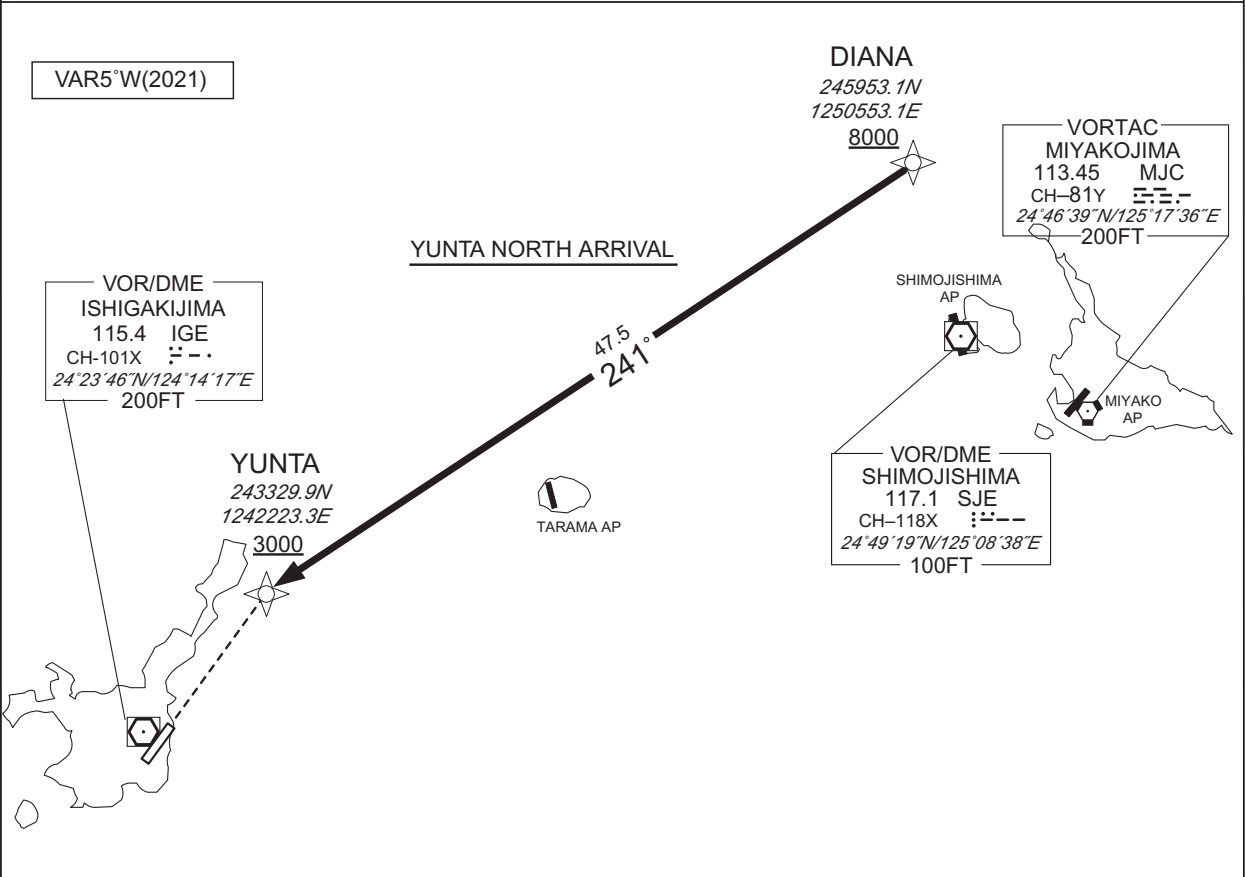 VAR5°W(2021)
DIANA
245953.1N
1250553.1E
8000
VORTAC
MIYAKOJIMA
113.45 MJC
CH–81Y
24°46′39″N/125°17′36″E
200FT
YUNTA NORTH ARRIVAL
VOR/DME
ISHIGAKIJIMA
115.4 IGE
CH-101X
24°23′46″N/124°14′17″E
200FT
SHIMOJISHIMA
AP
47.5
241°
MIYAKO
AP
YUNTA
243329.9N
1242223.3E
3000
TARAMA AP
VOR/DME
SHIMOJISHIMA
117.1 SJE
CH–118X
24°49′19″N/125°08′38″E
100FT